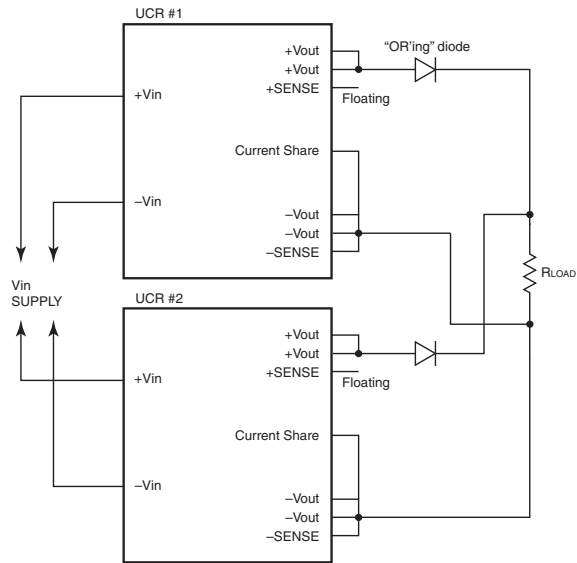 UCR #1
+Vout
"OR'ing" diode
+Vout
+SENSE
Floating
+Vin
Current Share
–Vin
–Vout
–Vout
–SENSE
Vin
SUPPLY
RLOAD
UCR #2
+Vout
+Vout
+SENSE
Floating
+Vin
Current Share
–Vin
–Vout
–Vout
–SENSE